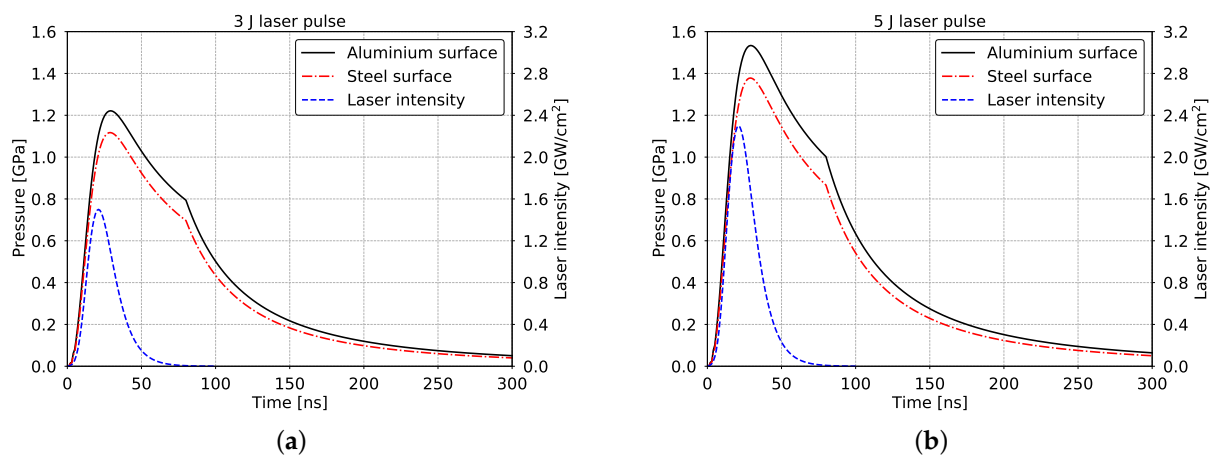 3 J laser pulse
Pressure [GPa]
1.6
1.4
1.2
1.0
0.8
0.6
0.4
0.2
0.0
Aluminium surface
Steel surface
Laser intensity
3.2
2.8
2.4
2.0
1.6
1.2
0.8
0.4
0.0
Laser intensity [GW/cm²]
0 50 100 150 200 250 300
Time [ns]
(a)
5 J laser pulse
Pressure [GPa]
1.6
1.4
1.2
1.0
0.8
0.6
0.4
0.2
0.0
Aluminium surface
Steel surface
Laser intensity
3.2
2.8
2.4
2.0
1.6
1.2
0.8
0.4
0.0
Laser intensity [GW/cm²]
0 50 100 150 200 250 300
Time [ns]
(b)